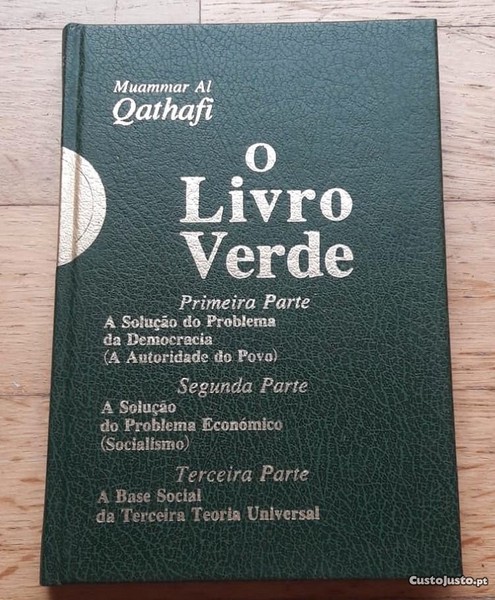 Muammar Al
Qathafi
O
Livro
Verde
Primeira Parte
A Solução do Problema
da Democracia
(A Autoridade do Povo)
Segunda Parte
A Solução
do Problema Económico
(Socialismo)
Terceira Parte
A Base Social
da Terceira Teoria Universal
CustoJusto.pt